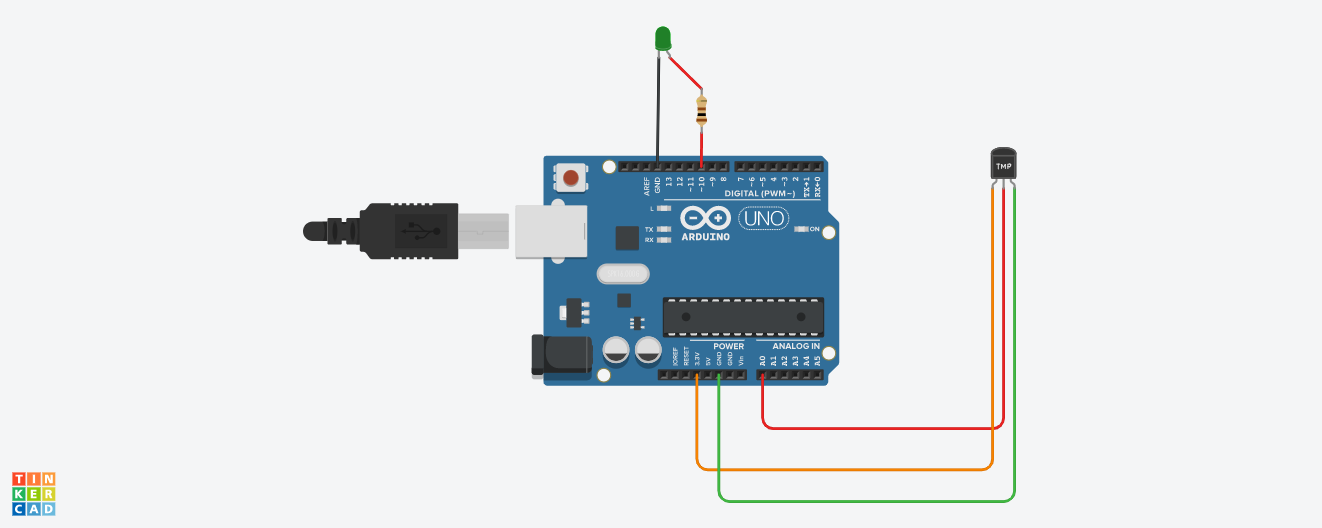 TMP
AREF
GND
13
12
~11
~10
~9
8
7
~6
~5
4
~3
2
TX→1
RX←0
DIGITAL (PWM~)
L
TX
RX
ARDUINO
UNO
ON
POWER
ANALOG IN
IOREF
RESET
3.3V
5V
GND
GND
Vin
A0
A1
A2
A3
A4
A5
TIN
KER
CAD